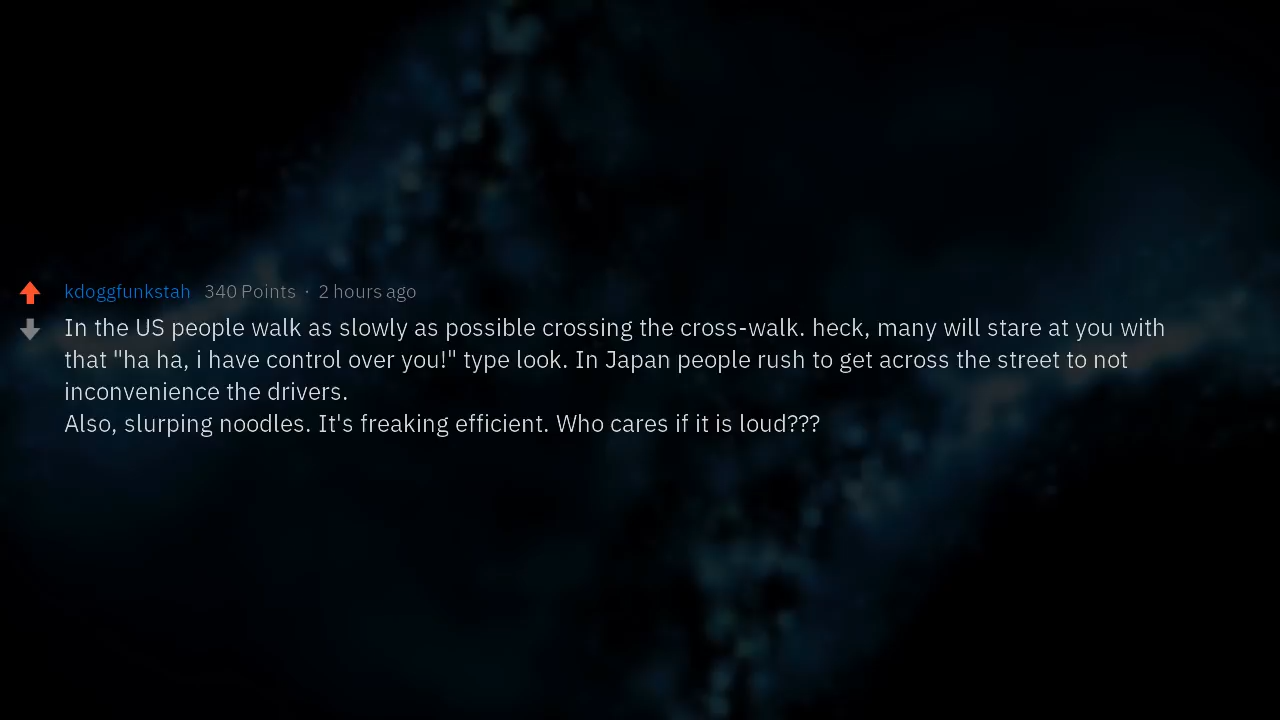 kdoggfunkstah 340 Points · 2 hours ago
In the US people walk as slowly as possible crossing the cross-walk. heck, many will stare at you with
that "ha ha, i have control over you!" type look. In Japan people rush to get across the street to not
inconvenience the drivers.
Also, slurping noodles. It's freaking efficient. Who cares if it is loud???